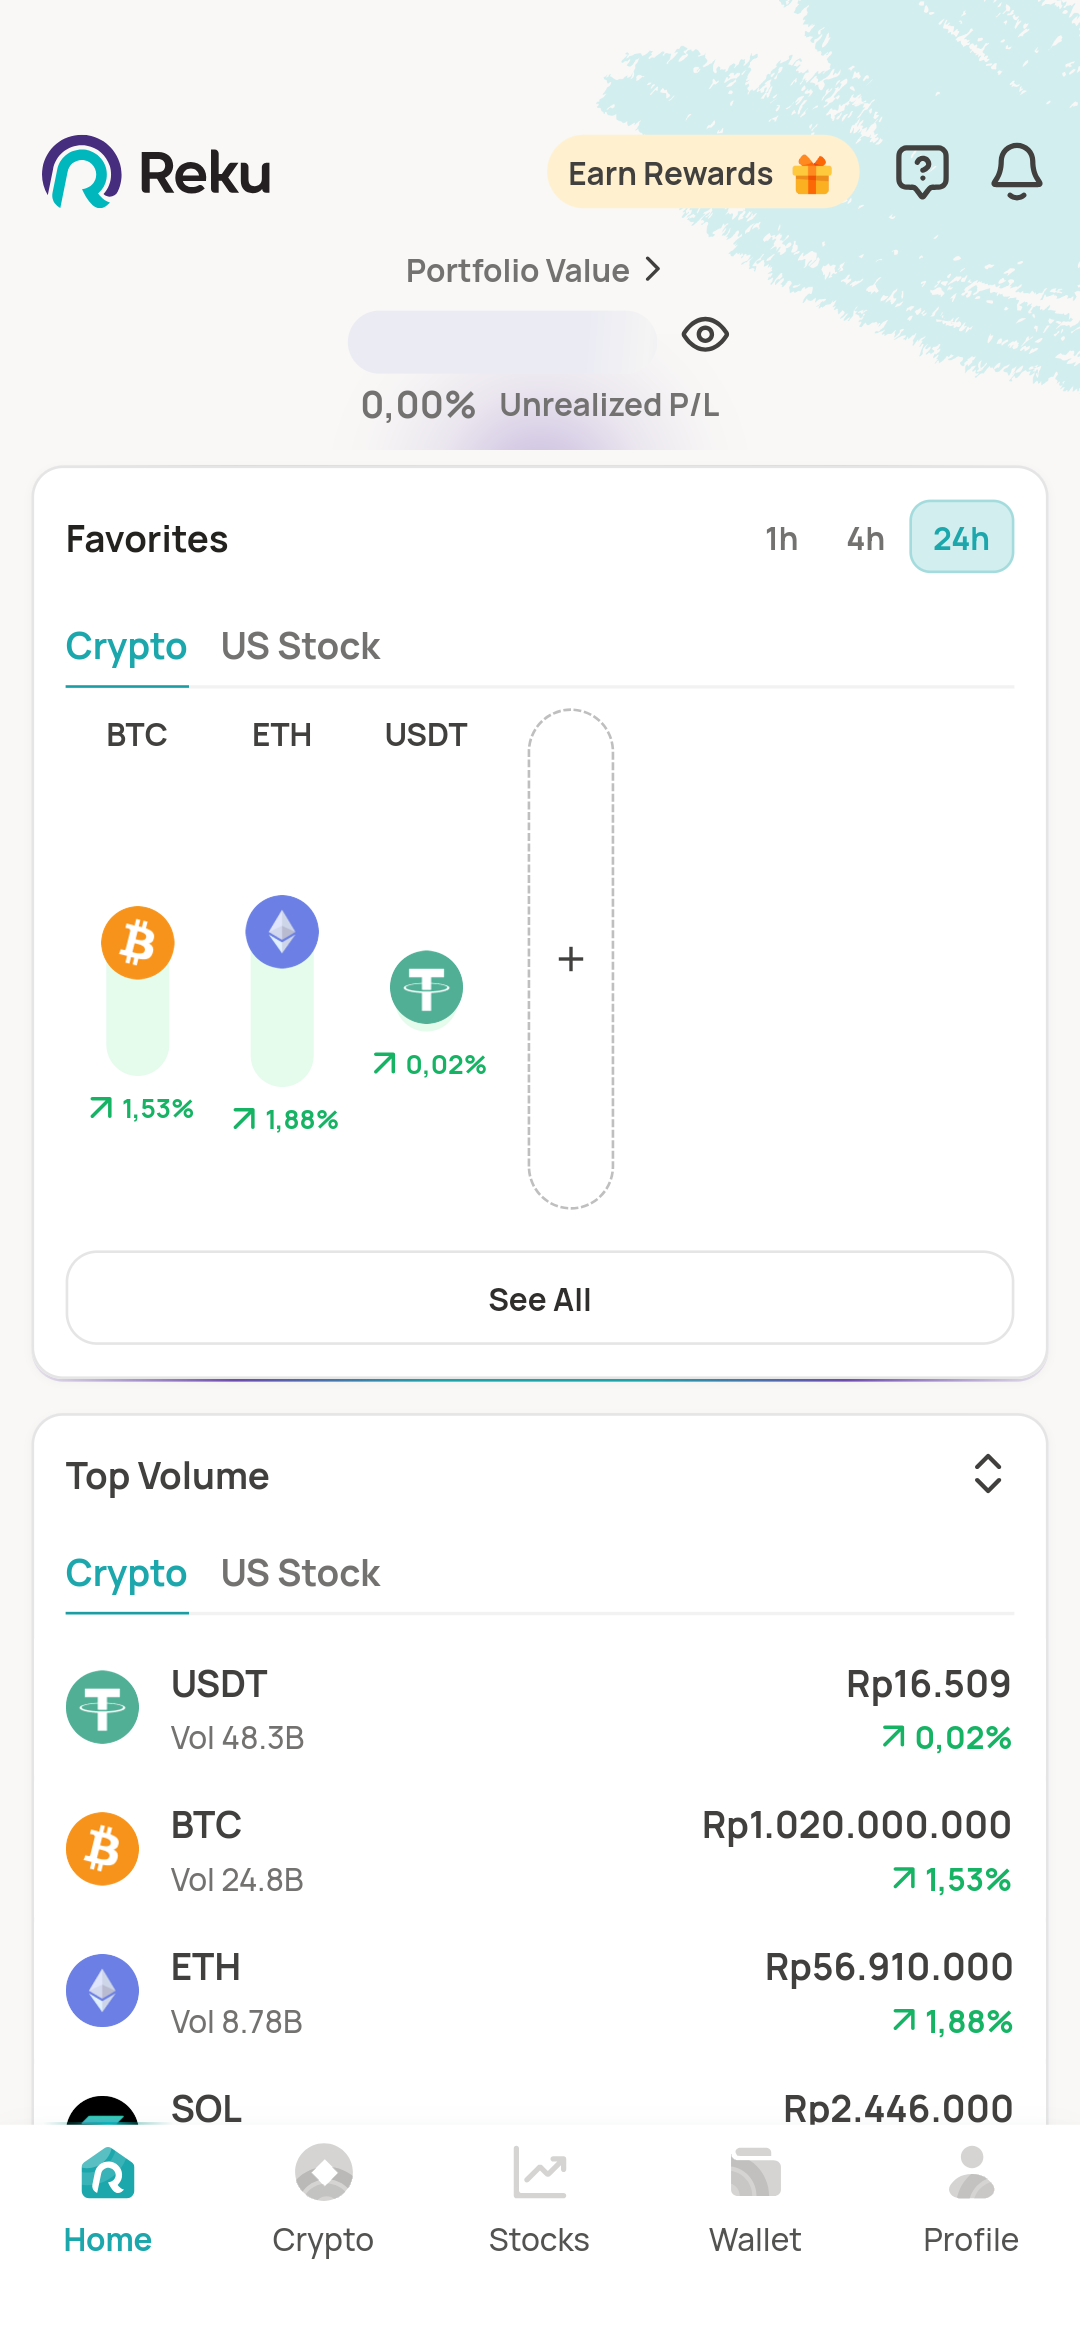 Reku
Earn Rewards
Portfolio Value
0,00% Unrealized P/L
Favorites
1h 4h 24h
Crypto US Stock
BTC ETH USDT
+
0,02%
1,53%
1,88%
See All
Top Volume
Crypto US Stock
USDT Rp16.509
Vol 48.3B 0,02%
BTC Rp1.020.000.000
Vol 24.8B 1,53%
ETH Rp56.910.000
Vol 8.78B 1,88%
SOL Rp2.446.000
Home Crypto Stocks Wallet Profile